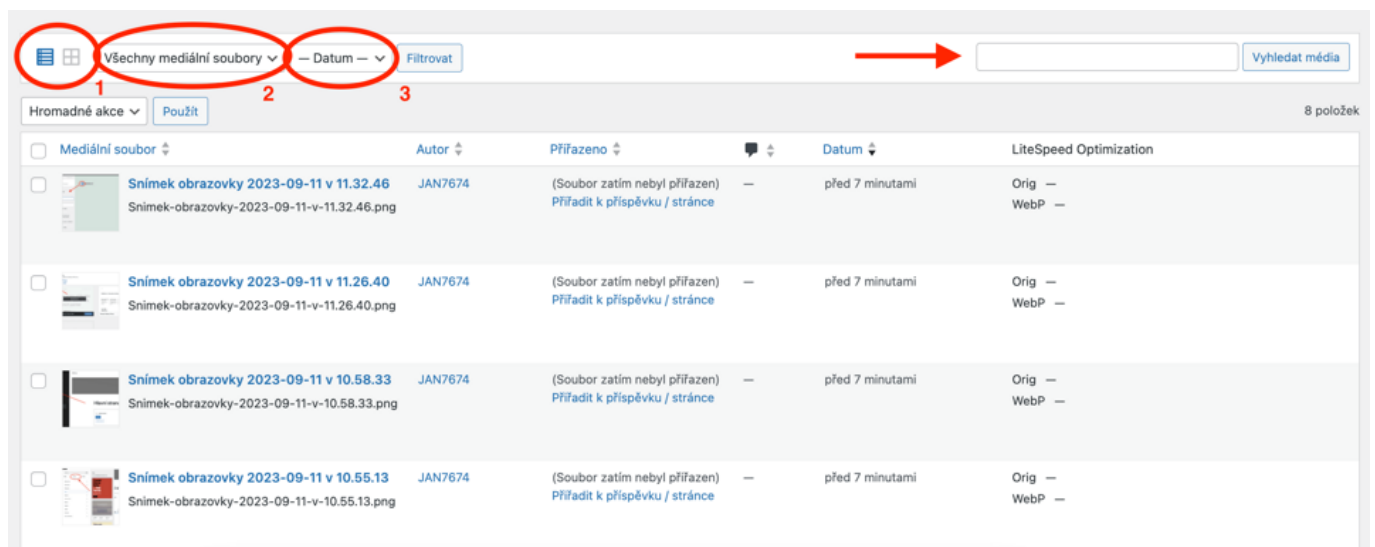 Všechny mediální soubory — Datum — Filtrovat Vyhledat média
1 2 3
Hromadné akce Použít 8 položek
Mediální soubor Autor Přiřazeno Datum LiteSpeed Optimization
Snímek obrazovky 2023-09-11 v 11.32.46 JAN7674 (Soubor zatím nebyl přiřazen) — před 7 minutami Orig —
Snimek-obrazovky-2023-09-11-v-11.32.46.png Přiřadit k příspěvku / stránce WebP —
Snímek obrazovky 2023-09-11 v 11.26.40 JAN7674 (Soubor zatím nebyl přiřazen) — před 7 minutami Orig —
Snimek-obrazovky-2023-09-11-v-11.26.40.png Přiřadit k příspěvku / stránce WebP —
Snímek obrazovky 2023-09-11 v 10.58.33 JAN7674 (Soubor zatím nebyl přiřazen) — před 7 minutami Orig —
Snimek-obrazovky-2023-09-11-v-10.58.33.png Přiřadit k příspěvku / stránce WebP —
Snímek obrazovky 2023-09-11 v 10.55.13 JAN7674 (Soubor zatím nebyl přiřazen) — před 7 minutami Orig —
Snimek-obrazovky-2023-09-11-v-10.55.13.png Přiřadit k příspěvku / stránce WebP —